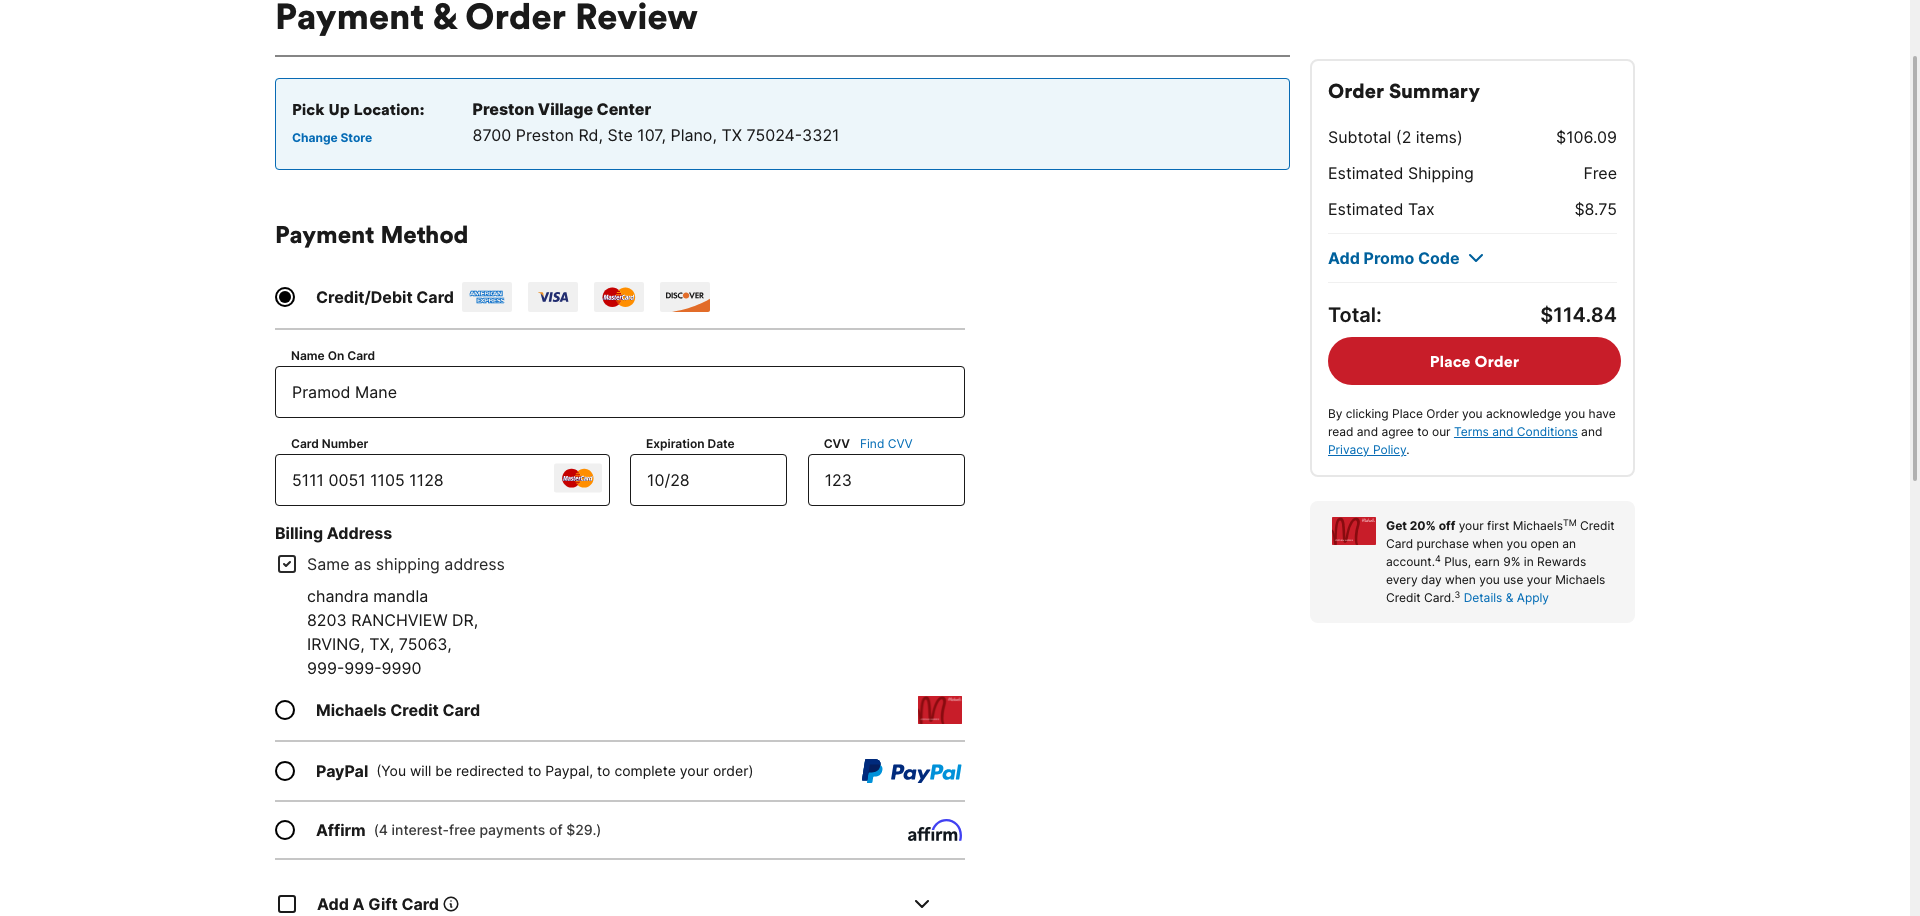 Payment & Order Review
Pick Up Location:
Change Store
Preston Village Center
8700 Preston Rd, Ste 107, Plano, TX 75024-3321
Payment Method
Credit/Debit Card
AMERICAN EXPRESS
VISA
MasterCard
DISCOVER
Name On Card
Pramod Mane
Card Number
Expiration Date
CVV Find CVV
5111 0051 1105 1128
MasterCard
10/28
123
Billing Address
Same as shipping address
chandra mandla
8203 RANCHVIEW DR,
IRVING, TX, 75063,
999-999-9990
Michaels Credit Card
PayPal (You will be redirected to Paypal, to complete your order)
PayPal
Affirm (4 interest-free payments of $29.)
affirm
Add A Gift Card
Order Summary
Subtotal (2 items) $106.09
Estimated Shipping Free
Estimated Tax $8.75
Add Promo Code
Total: $114.84
Place Order
By clicking Place Order you acknowledge you have
read and agree to our Terms and Conditions and
Privacy Policy.
Get 20% off your first Michaels™ Credit
Card purchase when you open an
account.⁴ Plus, earn 9% in Rewards
every day when you use your Michaels
Credit Card.³ Details & Apply